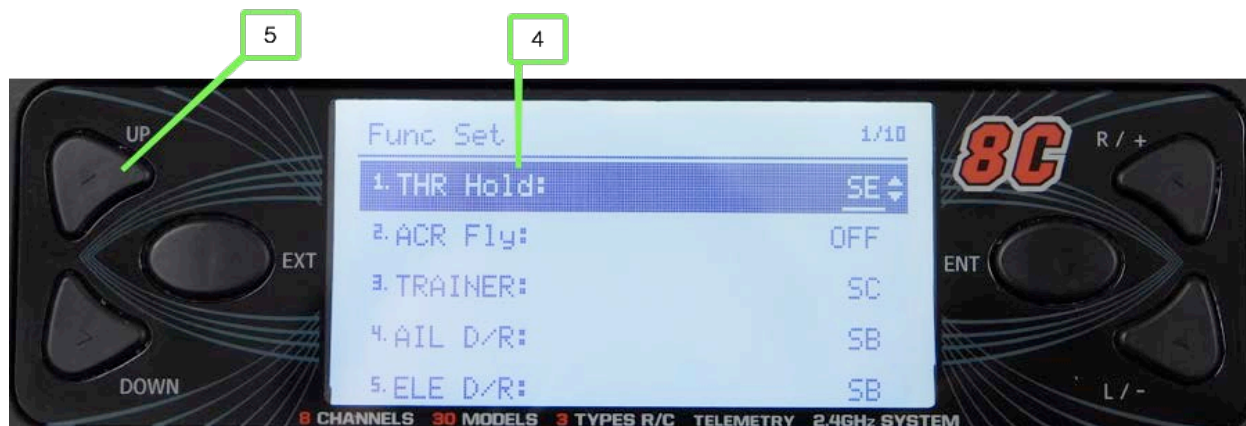 5
4
UP
EXT
DOWN
Func Set
1/10
1. THR Hold: SE
2. ACR Fly: OFF
3. TRAINER: SC
4. AIL D/R: SB
5. ELE D/R: SB
8C
R / +
ENT
L / -
8 CHANNELS 30 MODELS 3 TYPES R/C TELEMETRY 2.4GHz SYSTEM